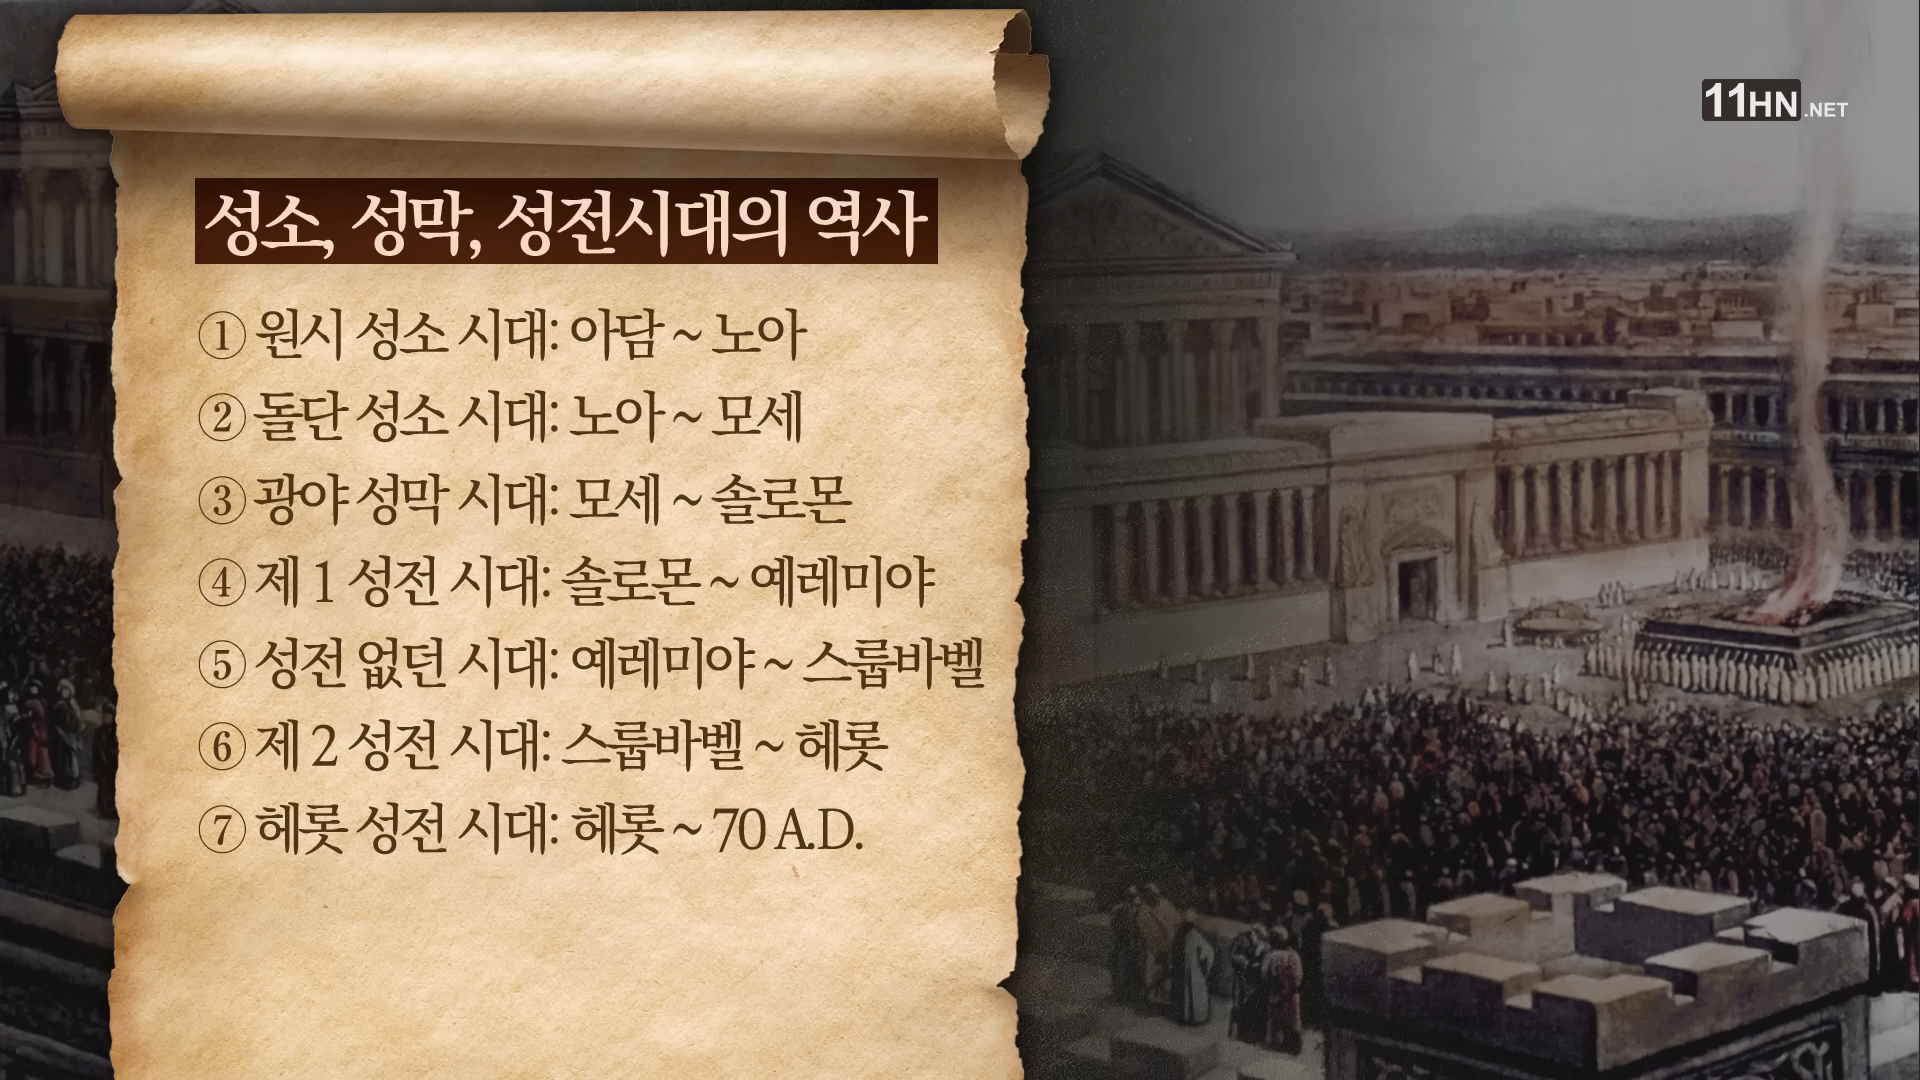 성소, 성막, 성전시대의 역사
① 원시 성소 시대: 아담 ~ 노아
② 돌단 성소 시대: 노아 ~ 모세
③ 광야 성막 시대: 모세 ~ 솔로몬
④ 제 1 성전 시대: 솔로몬 ~ 예레미야
⑤ 성전 없던 시대: 예레미야 ~ 스룹바벨
⑥ 제 2 성전 시대: 스룹바벨 ~ 헤롯
⑦ 헤롯 성전 시대: 헤롯 ~ 70 A.D.
11HN.NET